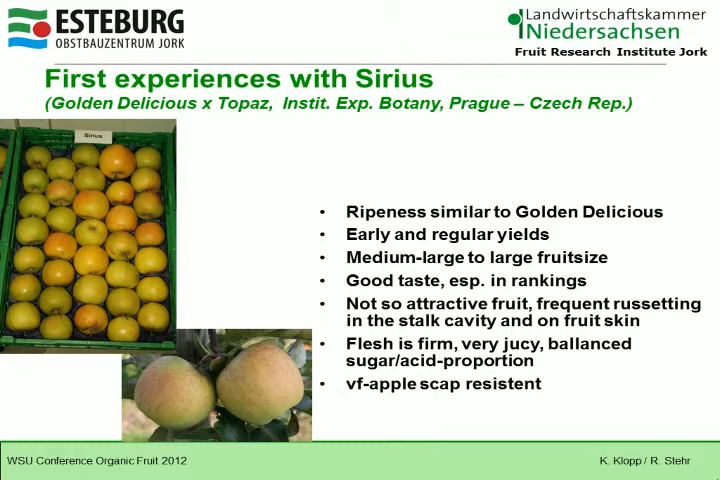 ESTEBURG
OBSTBAUZENTRUM JORK
Landwirtschaftskammer
Niedersachsen
Fruit Research Institute Jork
First experiences with Sirius
(Golden Delicious x Topaz, Instit. Exp. Botany, Prague – Czech Rep.)
Sirius
• Ripeness similar to Golden Delicious
• Early and regular yields
• Medium-large to large fruitsize
• Good taste, esp. in rankings
• Not so attractive fruit, frequent russetting
in the stalk cavity and on fruit skin
• Flesh is firm, very jucy, ballanced
sugar/acid-proportion
• vf-apple scap resistent
WSU Conference Organic Fruit 2012
K. Klopp / R. Stehr